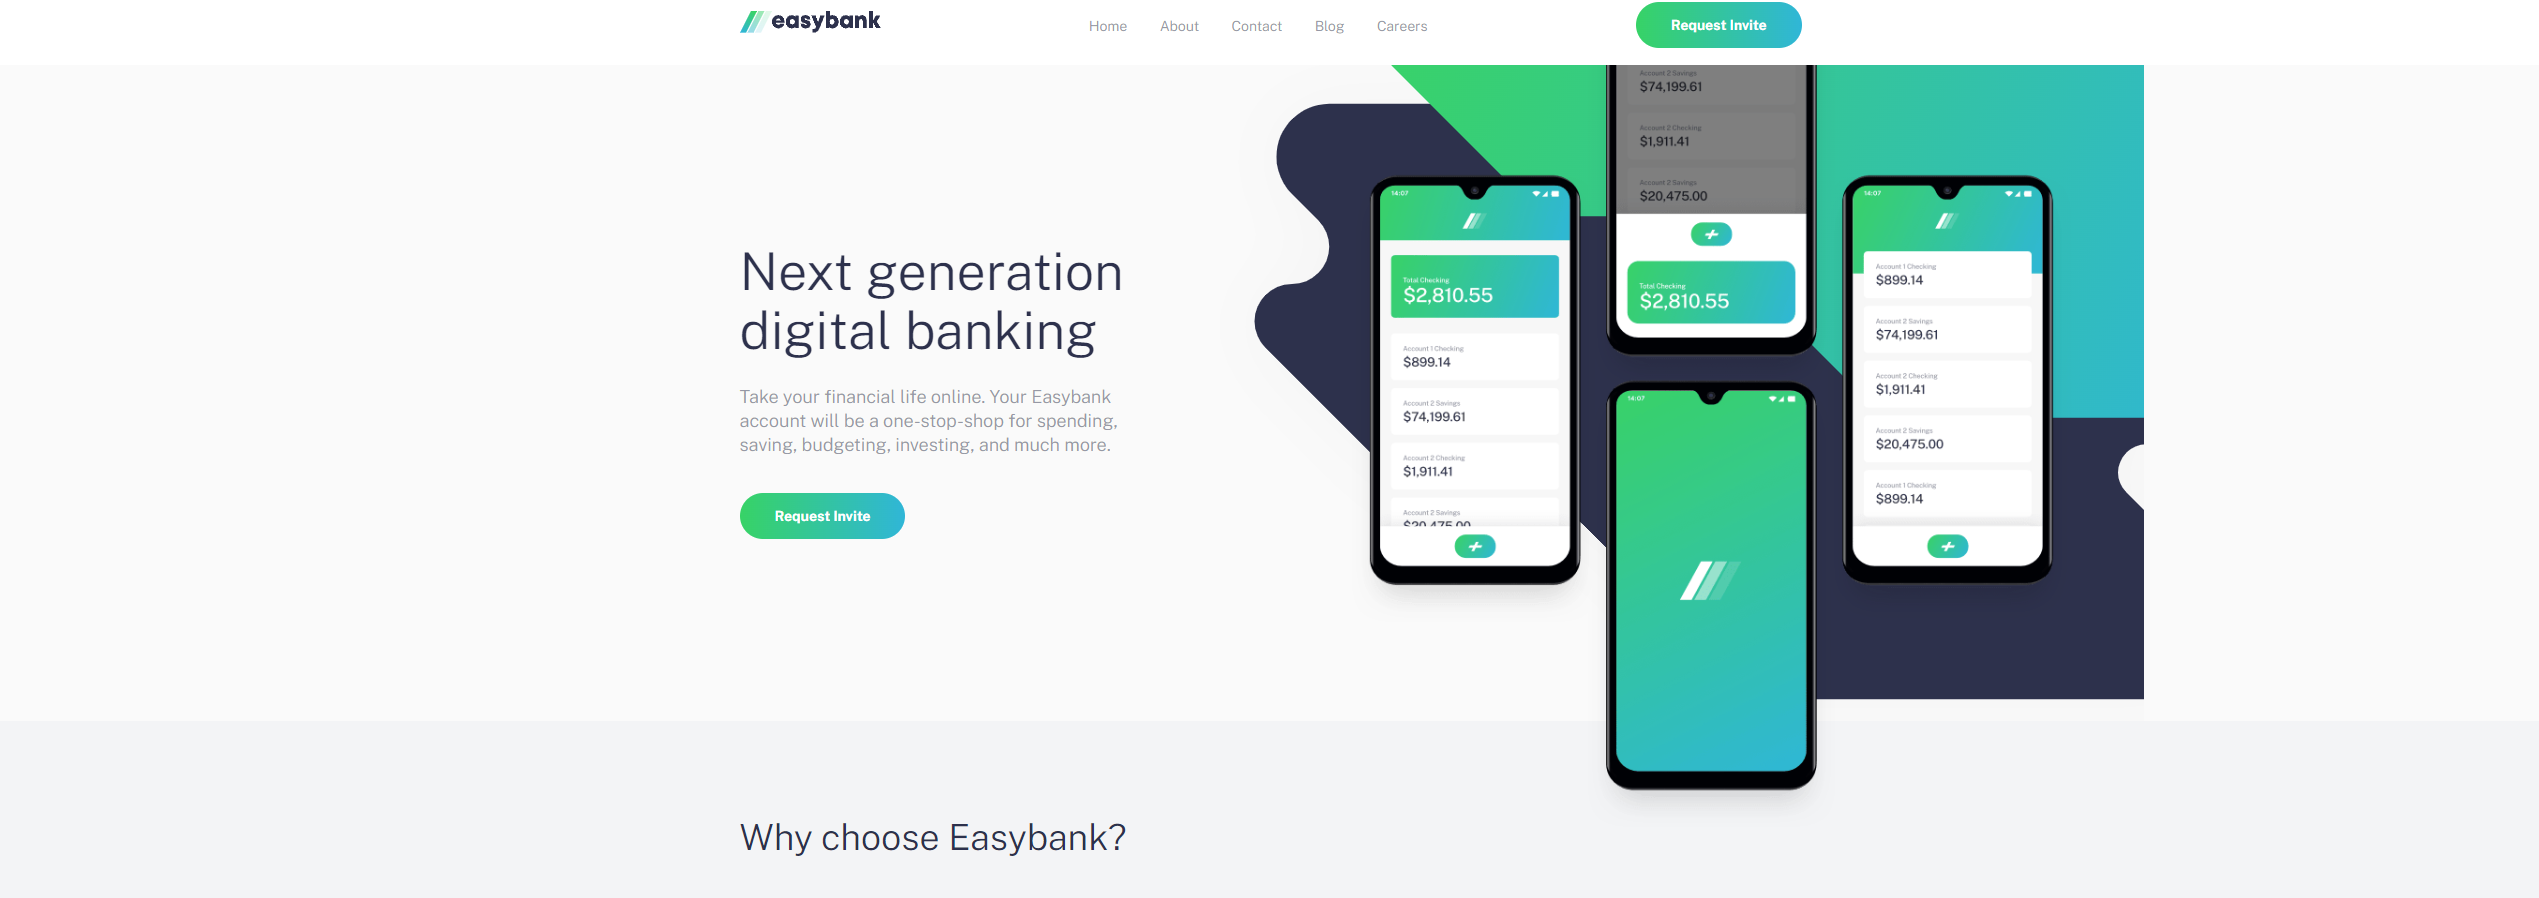 easybank
Home About Contact Blog Careers
Request Invite
Next generation
digital banking
Take your financial life online. Your Easybank
account will be a one-stop-shop for spending,
saving, budgeting, investing, and much more.
Request Invite
14:07
Total Checking
$2,810.55
Account 1 Checking
$899.14
Account 2 Savings
$74,199.61
Account 2 Checking
$1,911.41
Account 2 Savings
$20,475.00
Account 2 Savings
$74,199.61
Account 2 Checking
$1,911.41
Account 2 Savings
$20,475.00
Total Checking
$2,810.55
14:07
14:07
Account 1 Checking
$899.14
Account 2 Savings
$74,199.61
Account 2 Checking
$1,911.41
Account 2 Savings
$20,475.00
Account 1 Checking
$899.14
Why choose Easybank?